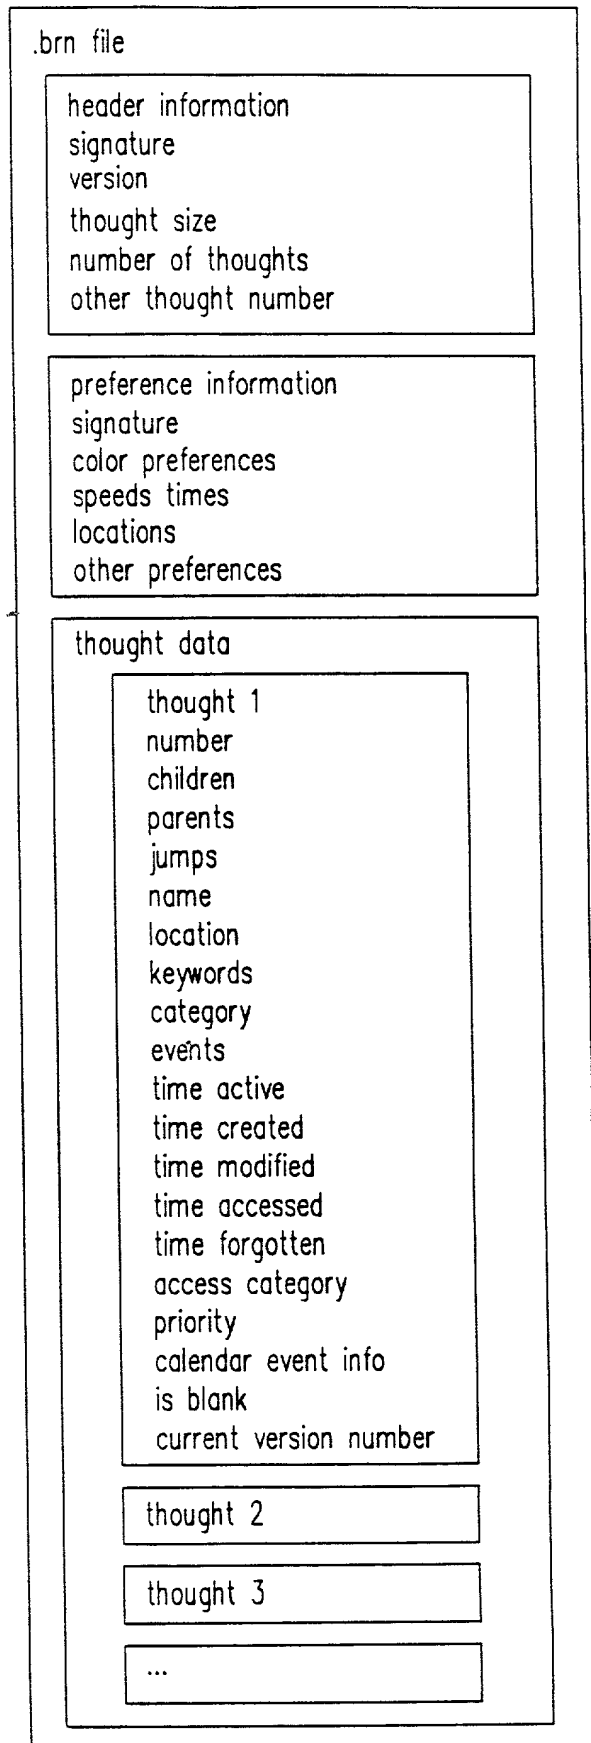 .brn file
header information
signature
version
thought size
number of thoughts
other thought number
preference information
signature
color preferences
speeds times
locations
other preferences
thought data
thought 1
number
children
parents
jumps
name
location
keywords
category
events
time active
time created
time modified
time accessed
time forgotten
access category
priority
calendar event info
is blank
current version number
thought 2
thought 3
...